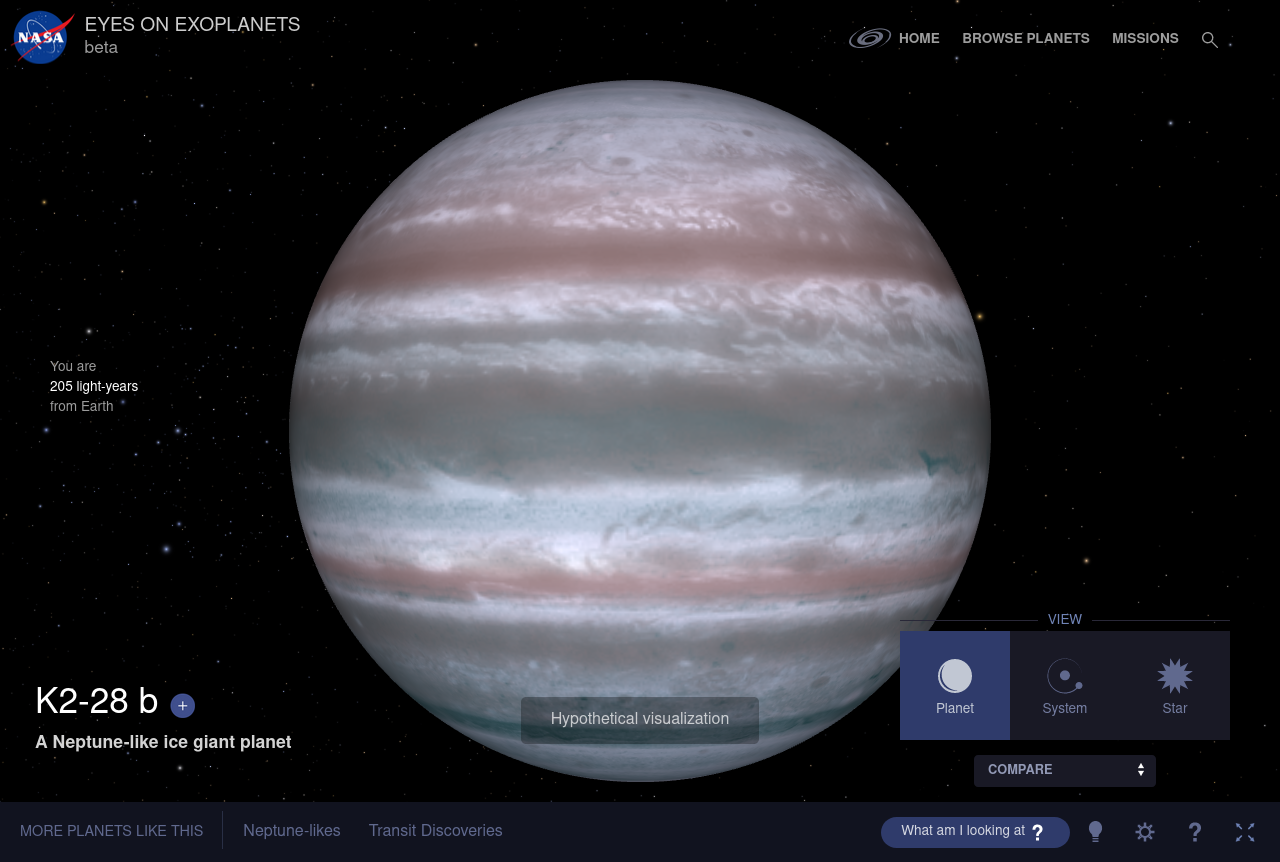 NASA
EYES ON EXOPLANETS
beta
HOME
BROWSE PLANETS
MISSIONS
You are
205 light-years
from Earth
K2-28 b +
A Neptune-like ice giant planet
Hypothetical visualization
VIEW
Planet
System
Star
COMPARE
MORE PLANETS LIKE THIS
Neptune-likes
Transit Discoveries
What am I looking at ?
?